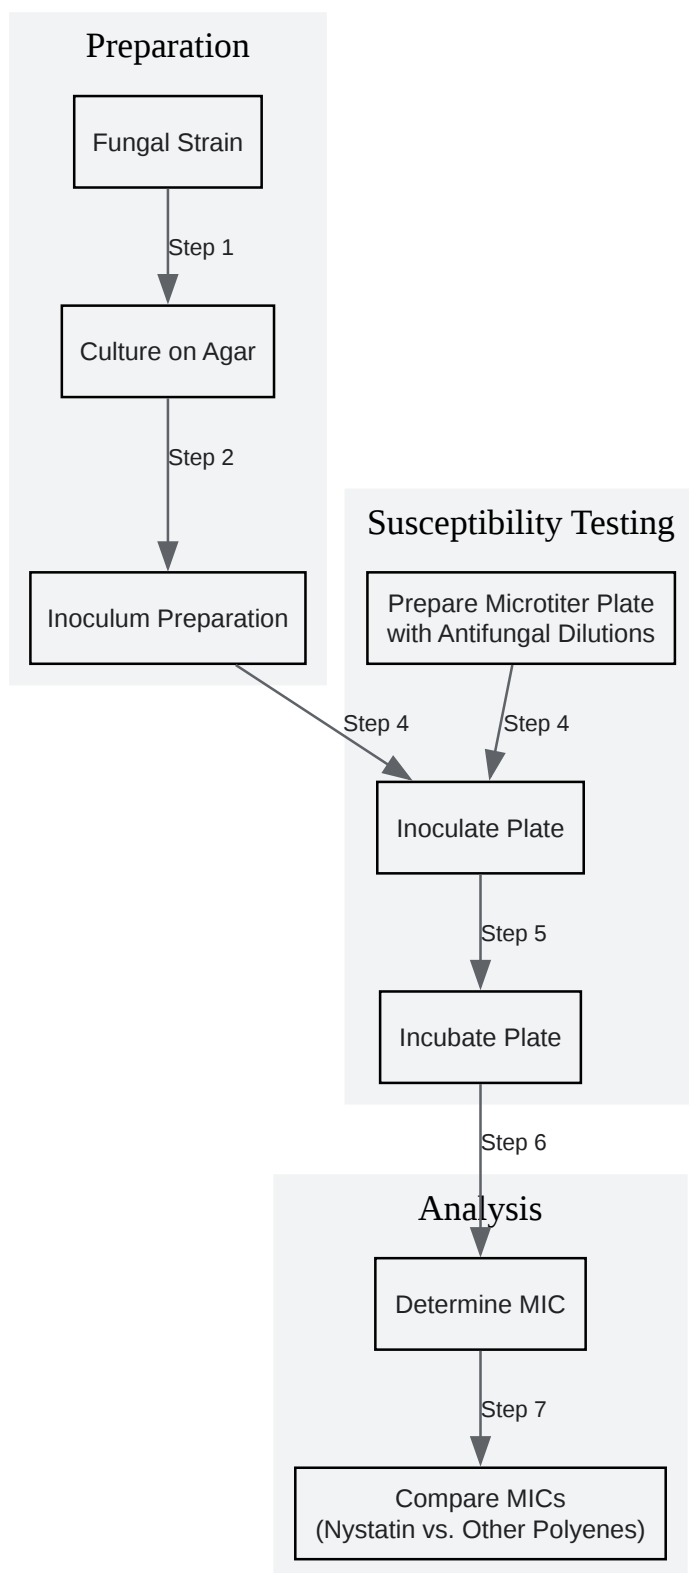 Preparation
Fungal Strain
Step 1
Culture on Agar
Step 2
Inoculum Preparation
Susceptibility Testing
Prepare Microtiter Plate
with Antifungal Dilutions
Step 4
Step 4
Inoculate Plate
Step 5
Incubate Plate
Step 6
Analysis
Determine MIC
Step 7
Compare MICs
(Nystatin vs. Other Polyenes)